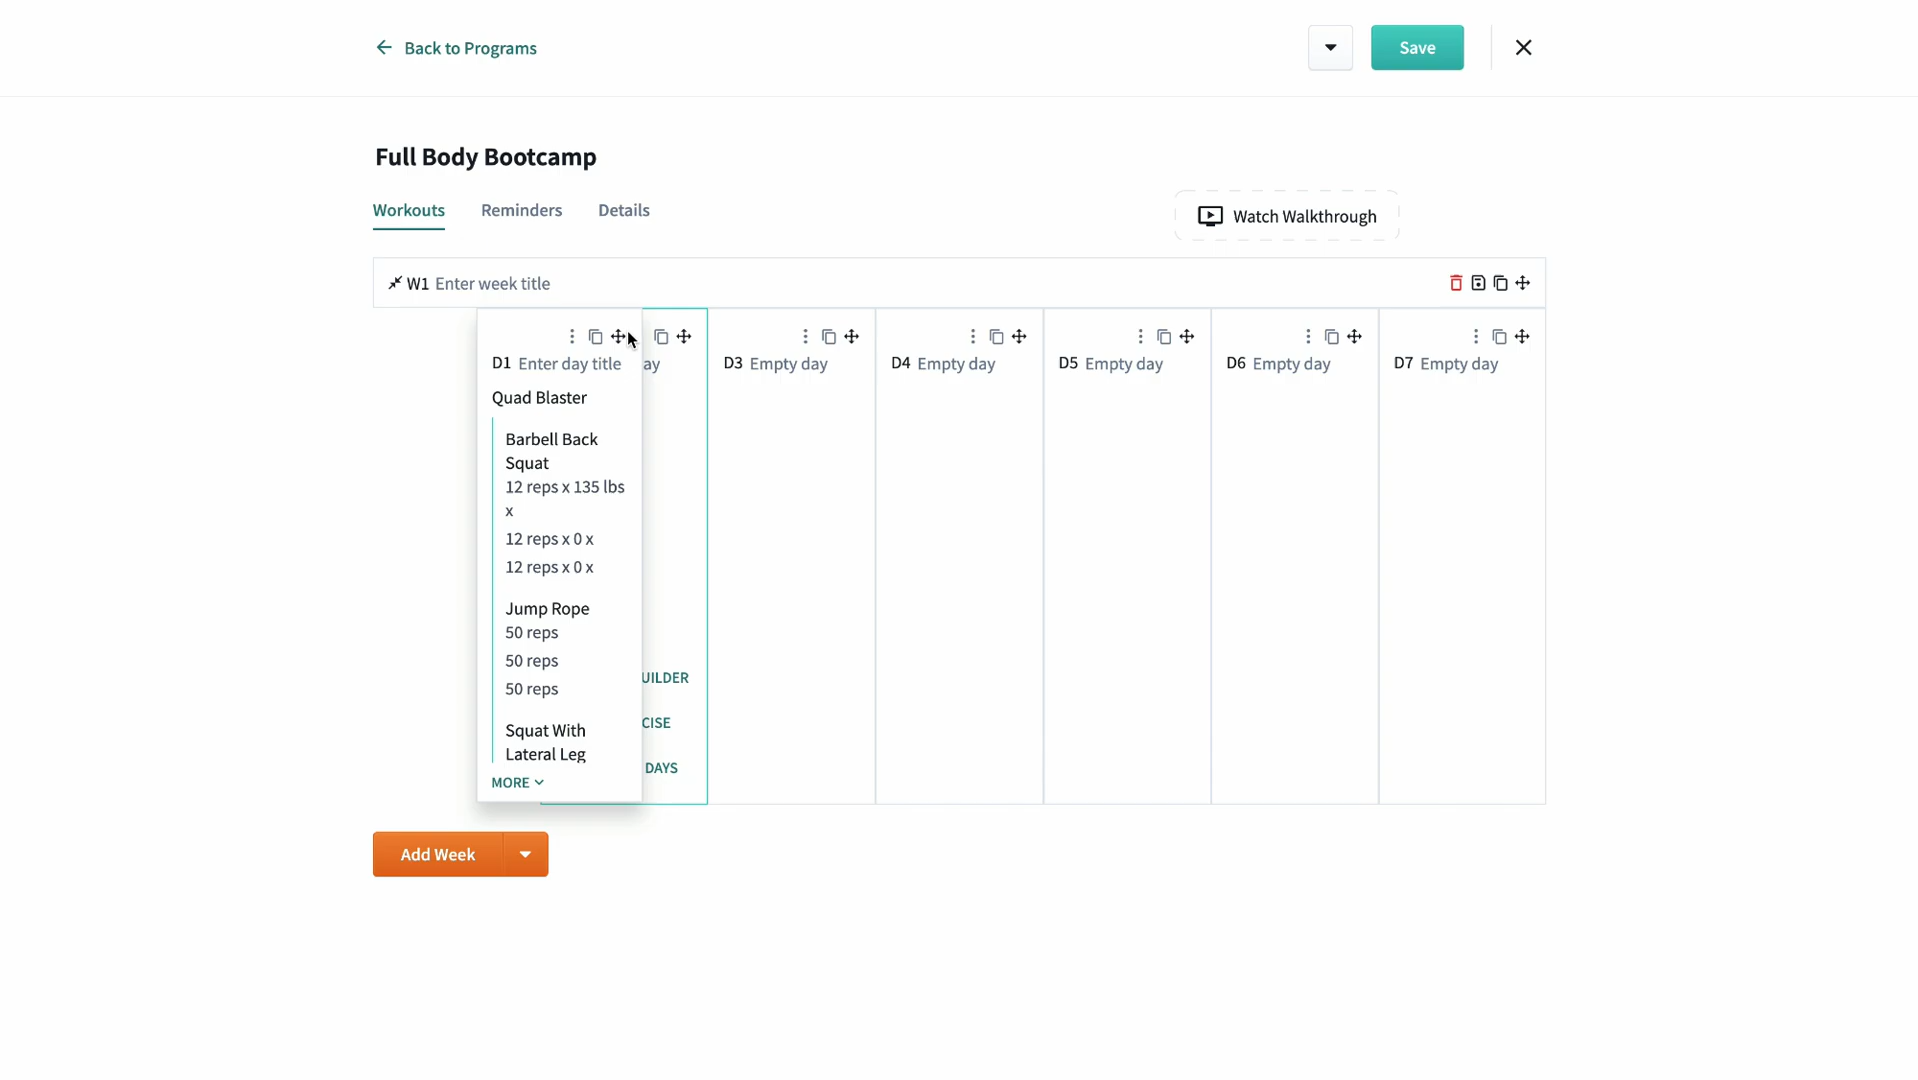 Back to Programs
Save
Full Body Bootcamp
Workouts
Reminders
Details
Watch Walkthrough
W1 Enter week title
D1 Enter day title
ay
D3 Empty day
D4 Empty day
D5 Empty day
D6 Empty day
D7 Empty day
Quad Blaster
Barbell Back
Squat
12 reps x 135 lbs
x
12 reps x 0 x
12 reps x 0 x
Jump Rope
50 reps
50 reps
50 reps
UILDER
CISE
DAYS
Squat With
Lateral Leg
MORE
Add Week